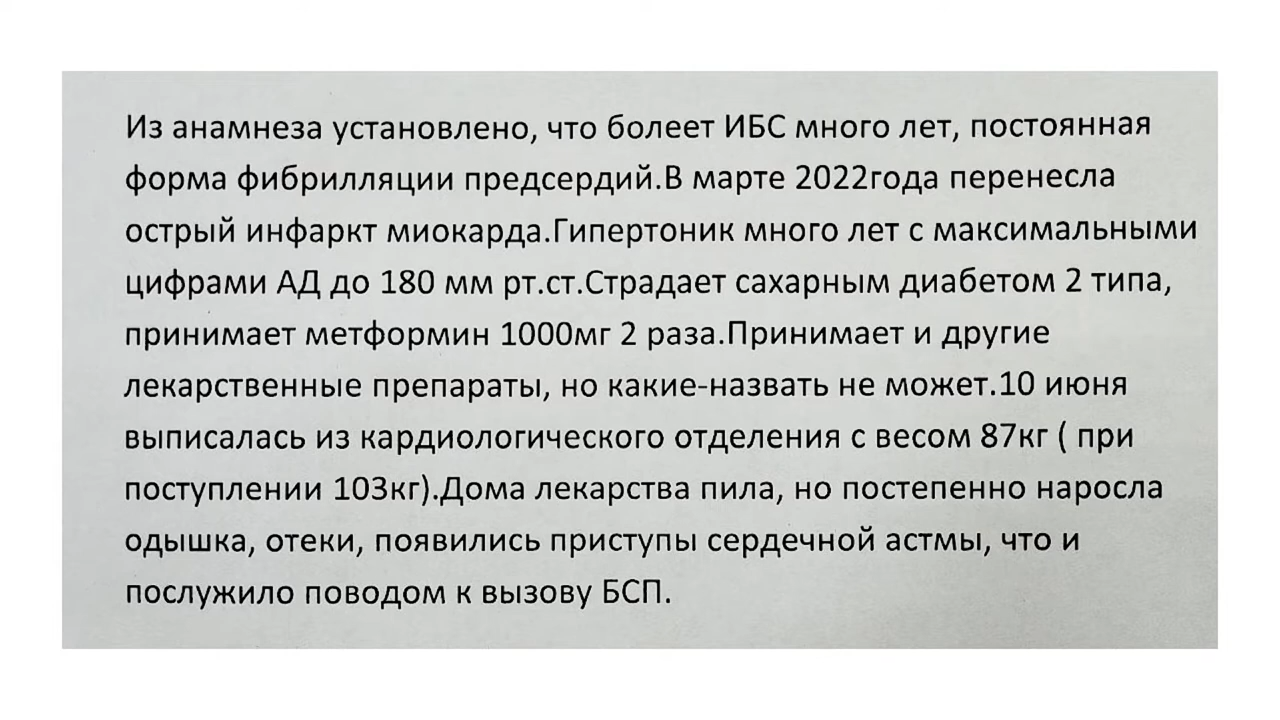 Из анамнеза установлено, что болеет ИБС много лет, постоянная
форма фибрилляции предсердий.В марте 2022года перенесла
острый инфаркт миокарда.Гипертоник много лет с максимальными
цифрами АД до 180 мм рт.ст.Страдает сахарным диабетом 2 типа,
принимает метформин 1000мг 2 раза.Принимает и другие
лекарственные препараты, но какие-назвать не может.10 июня
выписалась из кардиологического отделения с весом 87кг ( при
поступлении 103кг).Дома лекарства пила, но постепенно наросла
одышка, отеки, появились приступы сердечной астмы, что и
послужило поводом к вызову БСП.